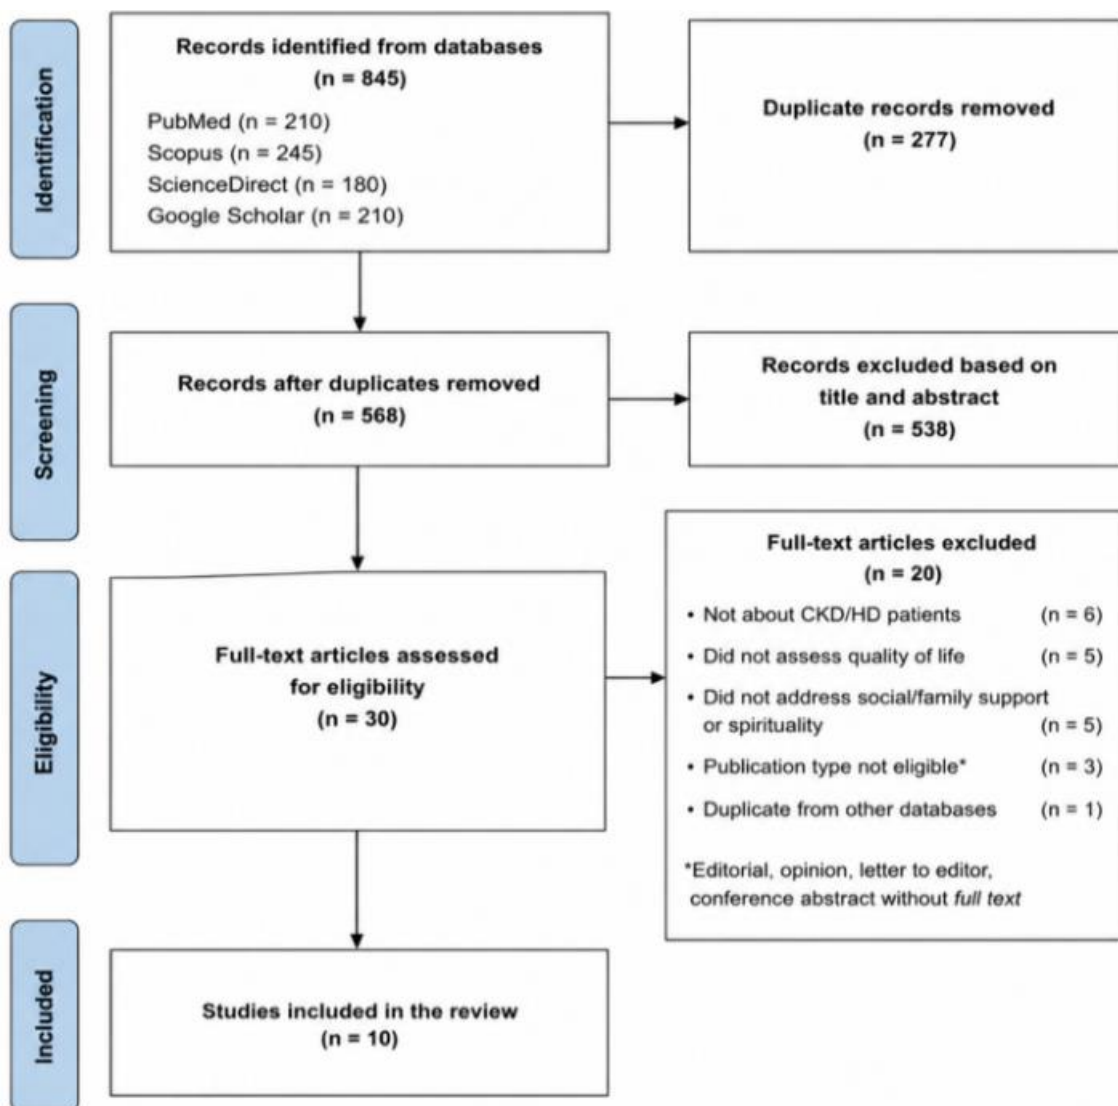 Identification
Records identified from databases
(n = 845)
PubMed (n = 210)
Scopus (n = 245)
ScienceDirect (n = 180)
Google Scholar (n = 210)
Duplicate records removed
(n = 277)
Screening
Records after duplicates removed
(n = 568)
Records excluded based on
title and abstract
(n = 538)
Eligibility
Full-text articles assessed
for eligibility
(n = 30)
Full-text articles excluded
(n = 20)
• Not about CKD/HD patients (n = 6)
• Did not assess quality of life (n = 5)
• Did not address social/family support
or spirituality (n = 5)
• Publication type not eligible* (n = 3)
• Duplicate from other databases (n = 1)
*Editorial, opinion, letter to editor,
conference abstract without full text
Included
Studies included in the review
(n = 10)